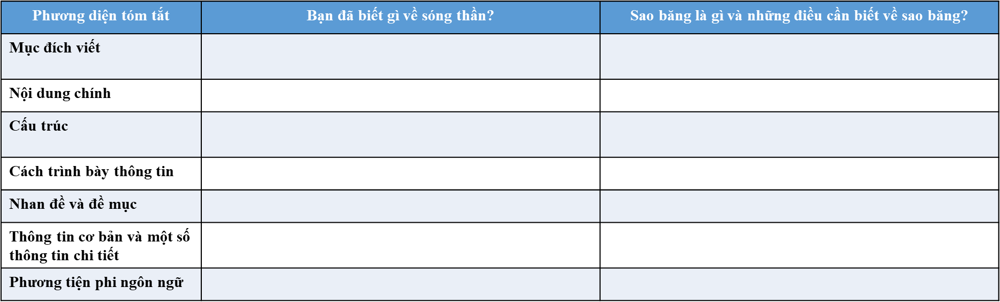 Phương diện tóm tắt
Bạn đã biết gì về sóng thần?
Sao băng là gì và những điều cần biết về sao băng?
Mục đích viết
Nội dung chính
Cấu trúc
Cách trình bày thông tin
Nhan đề và đề mục
Thông tin cơ bản và một số
thông tin chi tiết
Phương tiện phi ngôn ngữ